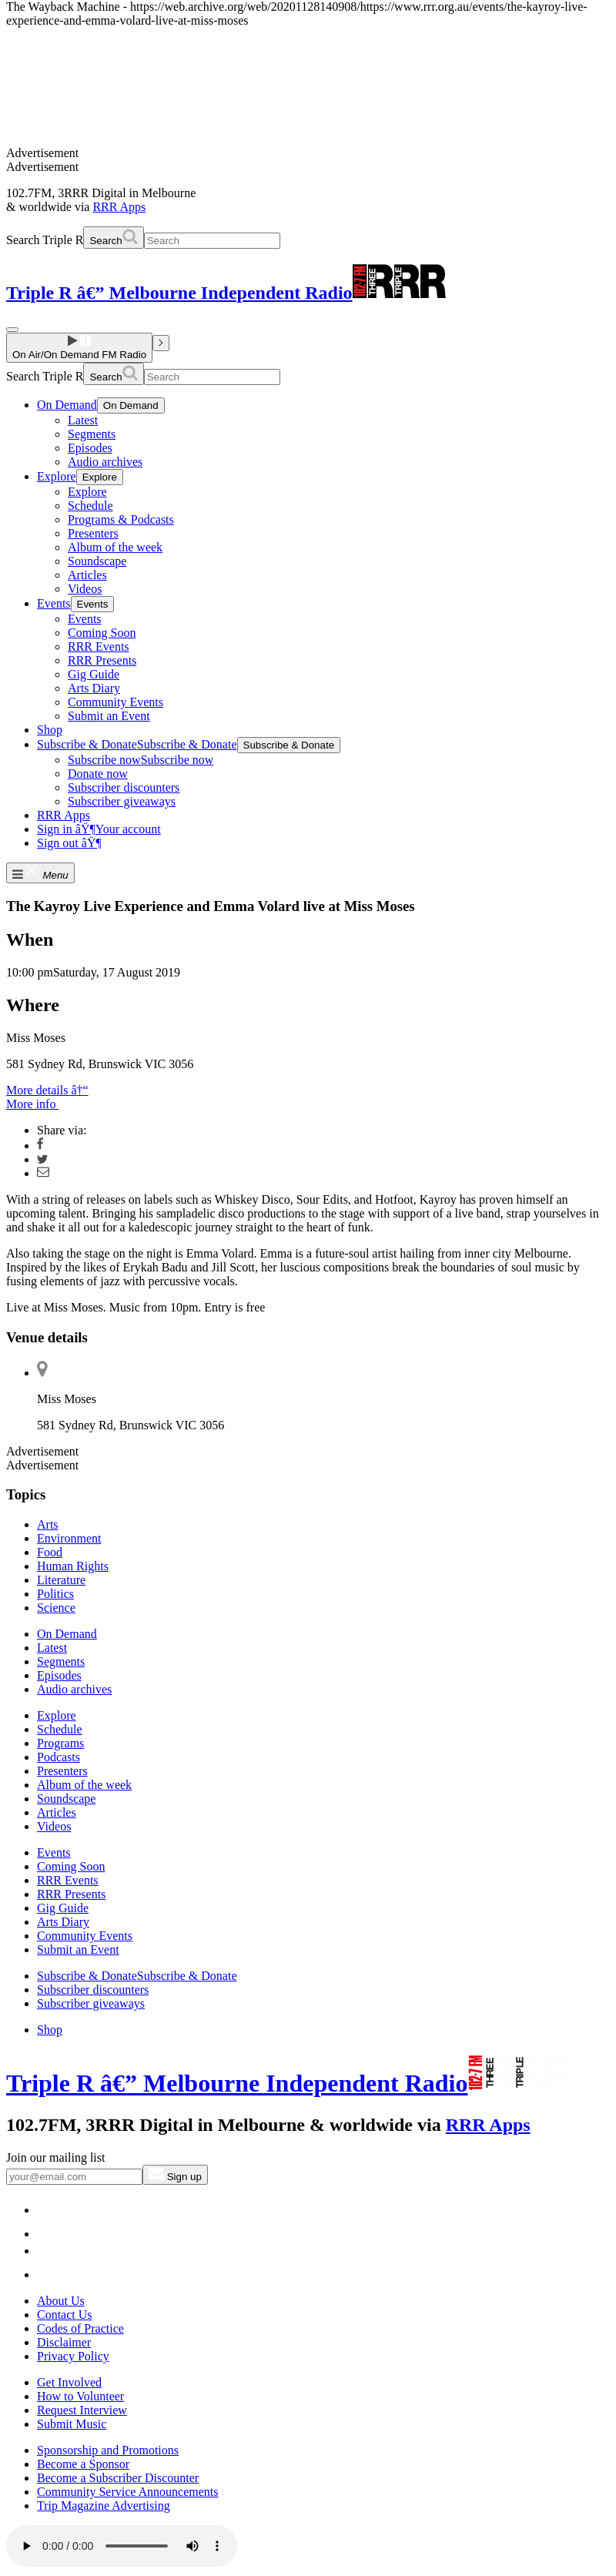 The Wayback Machine - https://web.archive.org/web/20201128140908/https://www.rrr.org.au/events/the-kayroy-live-
experience-and-emma-volard-live-at-miss-moses
Advertisement
Advertisement
102.7FM, 3RRR Digital in Melbourne
& worldwide via RRR Apps
Search Triple R Search Search
Triple R â€” Melbourne Independent Radio 102·7 FM THREE R TRIPLE RR
On Air/On Demand FM Radio
Search Triple R Search Search
On Demand On Demand
Latest
Segments
Episodes
Audio archives
Explore Explore
Explore
Schedule
Programs & Podcasts
Presenters
Album of the week
Soundscape
Articles
Videos
Events Events
Events
Coming Soon
RRR Events
RRR Presents
Gig Guide
Arts Diary
Community Events
Submit an Event
Shop
Subscribe & DonateSubscribe & Donate Subscribe & Donate
Subscribe nowSubscribe now
Donate now
Subscriber discounters
Subscriber giveaways
RRR Apps
Sign in âŸ¶Your account
Sign out âŸ¶
Menu
The Kayroy Live Experience and Emma Volard live at Miss Moses
When
10:00 pmSaturday, 17 August 2019
Where
Miss Moses
581 Sydney Rd, Brunswick VIC 3056
More details â†“
More info
Share via:
With a string of releases on labels such as Whiskey Disco, Sour Edits, and Hotfoot, Kayroy has proven himself an
upcoming talent. Bringing his sampladelic disco productions to the stage with support of a live band, strap yourselves in
and shake it all out for a kaledescopic journey straight to the heart of funk.
Also taking the stage on the night is Emma Volard. Emma is a future-soul artist hailing from inner city Melbourne.
Inspired by the likes of Erykah Badu and Jill Scott, her luscious compositions break the boundaries of soul music by
fusing elements of jazz with percussive vocals.
Live at Miss Moses. Music from 10pm. Entry is free
Venue details
Miss Moses
581 Sydney Rd, Brunswick VIC 3056
Advertisement
Advertisement
Topics
Arts
Environment
Food
Human Rights
Literature
Politics
Science
On Demand
Latest
Segments
Episodes
Audio archives
Explore
Schedule
Programs
Podcasts
Presenters
Album of the week
Soundscape
Articles
Videos
Events
Coming Soon
RRR Events
RRR Presents
Gig Guide
Arts Diary
Community Events
Submit an Event
Subscribe & DonateSubscribe & Donate
Subscriber discounters
Subscriber giveaways
Shop
Triple R â€” Melbourne Independent Radio 102·7 FM THREE TRIPLE
102.7FM, 3RRR Digital in Melbourne & worldwide via RRR Apps
Join our mailing list
your@email.com Sign up
About Us
Contact Us
Codes of Practice
Disclaimer
Privacy Policy
Get Involved
How to Volunteer
Request Interview
Submit Music
Sponsorship and Promotions
Become a Sponsor
Become a Subscriber Discounter
Community Service Announcements
Trip Magazine Advertising
0:00 / 0:00